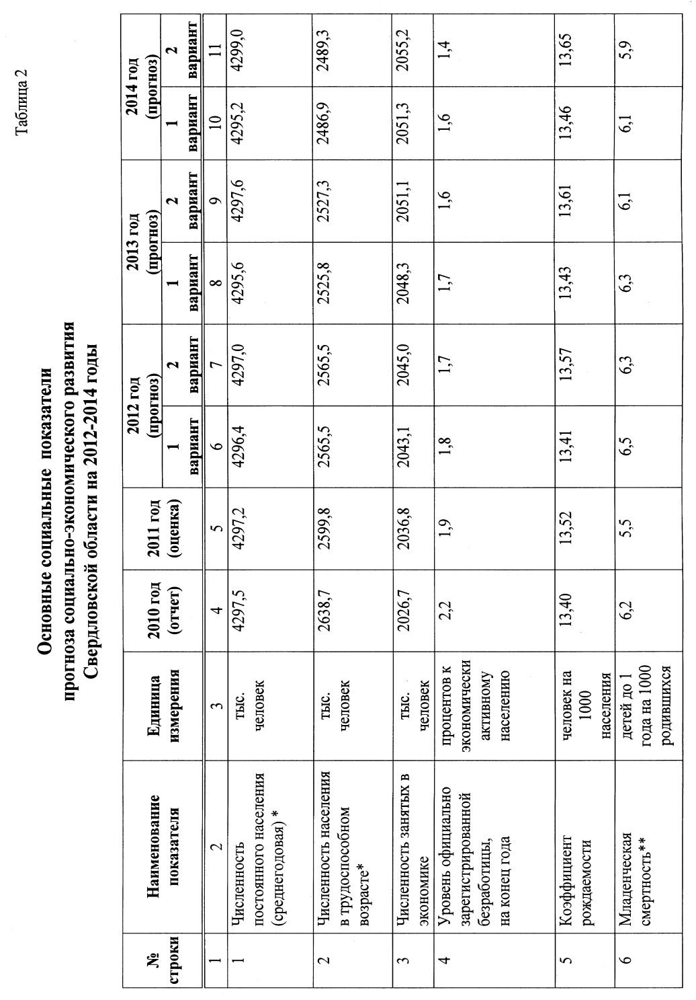 Таблица 2
Основные социальные показатели
прогноза социально-экономического развития
Свердловской области на 2012-2014 годы
№ строки | Наименование показателя | Единица измерения | 2010 год (отчет) | 2011 год (оценка) | 2012 год (прогноз) | 2013 год (прогноз) | 2014 год (прогноз)
1 вариант | 2 вариант | 1 вариант | 2 вариант | 1 вариант | 2 вариант
1 | 2 | 3 | 4 | 5 | 6 | 7 | 8 | 9 | 10 | 11
1 | Численность постоянного населения (среднегодовая) * | тыс. человек | 4297,5 | 4297,2 | 4296,4 | 4297,0 | 4295,6 | 4297,6 | 4295,2 | 4299,0
2 | Численность населения в трудоспособном возрасте* | тыс. человек | 2638,7 | 2599,8 | 2565,5 | 2565,5 | 2525,8 | 2527,3 | 2486,9 | 2489,3
3 | Численность занятых в экономике | тыс. человек | 2026,7 | 2036,8 | 2043,1 | 2045,0 | 2048,3 | 2051,1 | 2051,3 | 2055,2
4 | Уровень официально зарегистрированной безработицы, на конец года | процентов к экономически активному населению | 2,2 | 1,9 | 1,8 | 1,7 | 1,7 | 1,6 | 1,6 | 1,4
5 | Коэффициент рождаемости | человек на 1000 населения | 13,40 | 13,52 | 13,41 | 13,57 | 13,43 | 13,61 | 13,46 | 13,65
6 | Младенческая смертность** | детей до 1 года на 1000 родившихся | 6,2 | 5,5 | 6,5 | 6,3 | 6,3 | 6,1 | 6,1 | 5,9